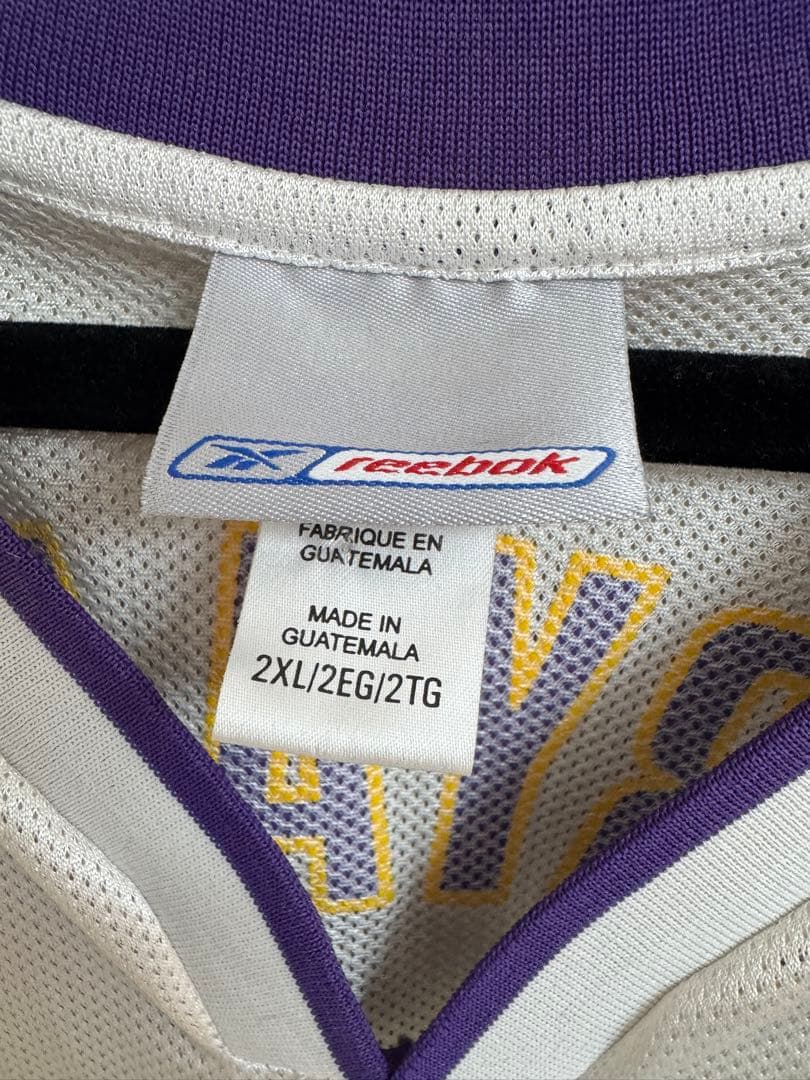 reebok
FABRIQUE EN
GUATEMALA
MADE IN
GUATEMALA
2XL/2EG/2TG